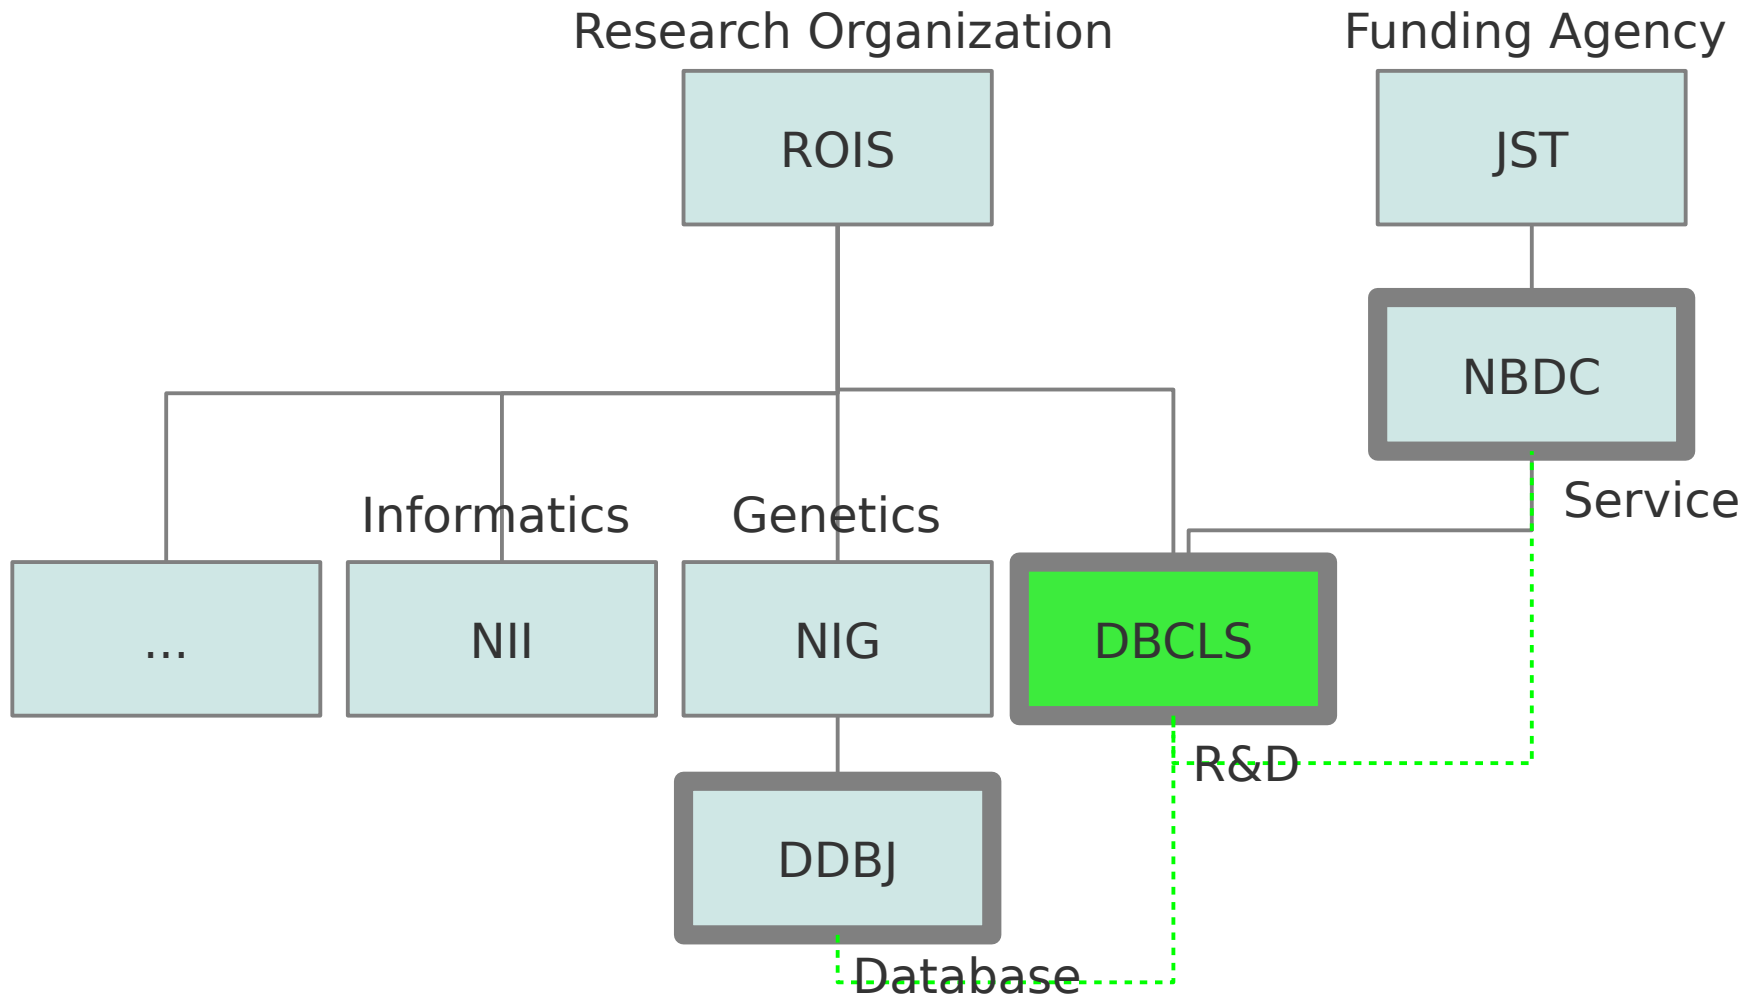 Research Organization
Funding Agency
ROIS
JST
NBDC
Service
Informatics
Genetics
...
NII
NIG
DBCLS
R&D
DDBJ
Database